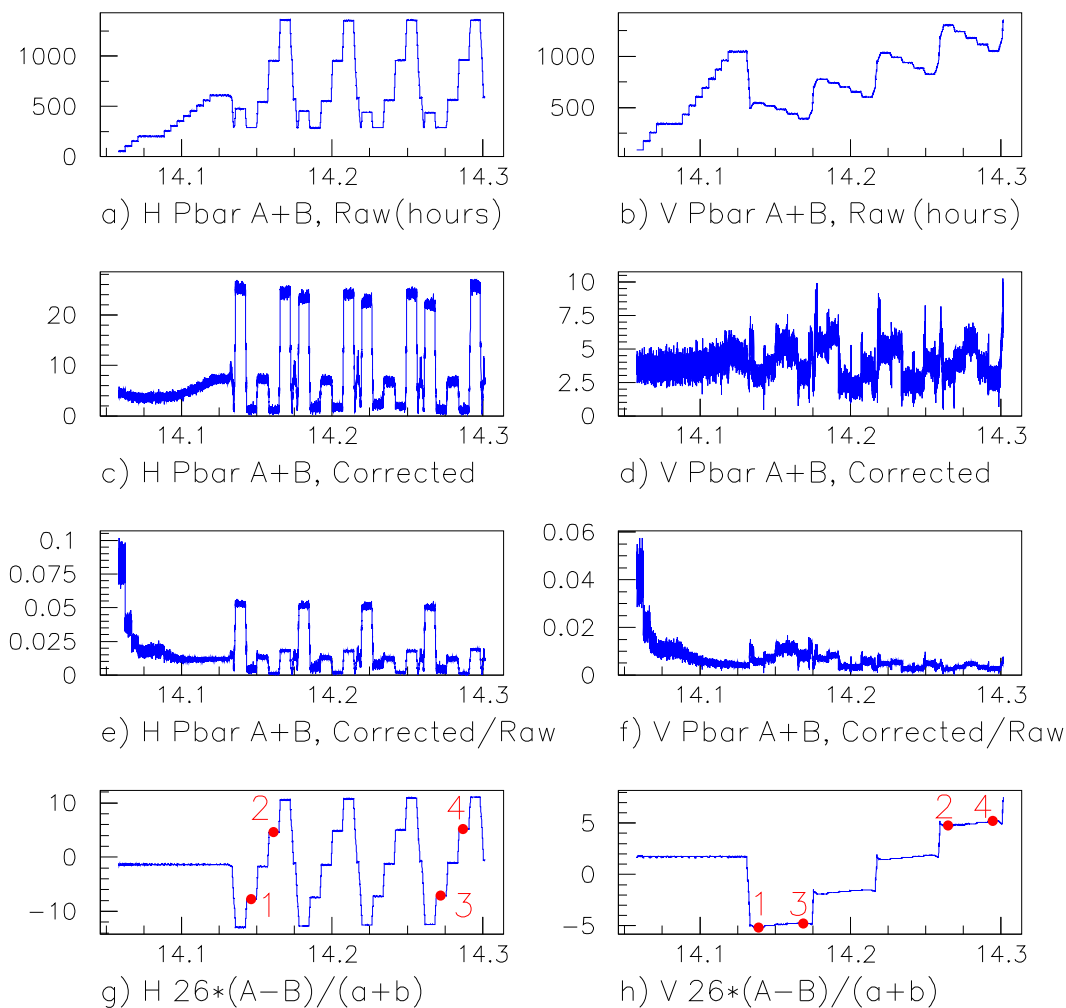 1000
500
0
14.1 14.2 14.3
a) H Pbar A+B, Raw(hours)
1000
500
14.1 14.2 14.3
b) V Pbar A+B, Raw(hours)
20
10
0
14.1 14.2 14.3
c) H Pbar A+B, Corrected
10
7.5
5
2.5
0
14.1 14.2 14.3
d) V Pbar A+B, Corrected
0.1
0.075
0.05
0.025
0
14.1 14.2 14.3
e) H Pbar A+B, Corrected/Raw
0.06
0.04
0.02
0
14.1 14.2 14.3
f) V Pbar A+B, Corrected/Raw
10
0
−10
2 4
1 3
14.1 14.2 14.3
g) H 26*(A−B)/(a+b)
5
0
−5
2 4
1 3
14.1 14.2 14.3
h) V 26*(A−B)/(a+b)